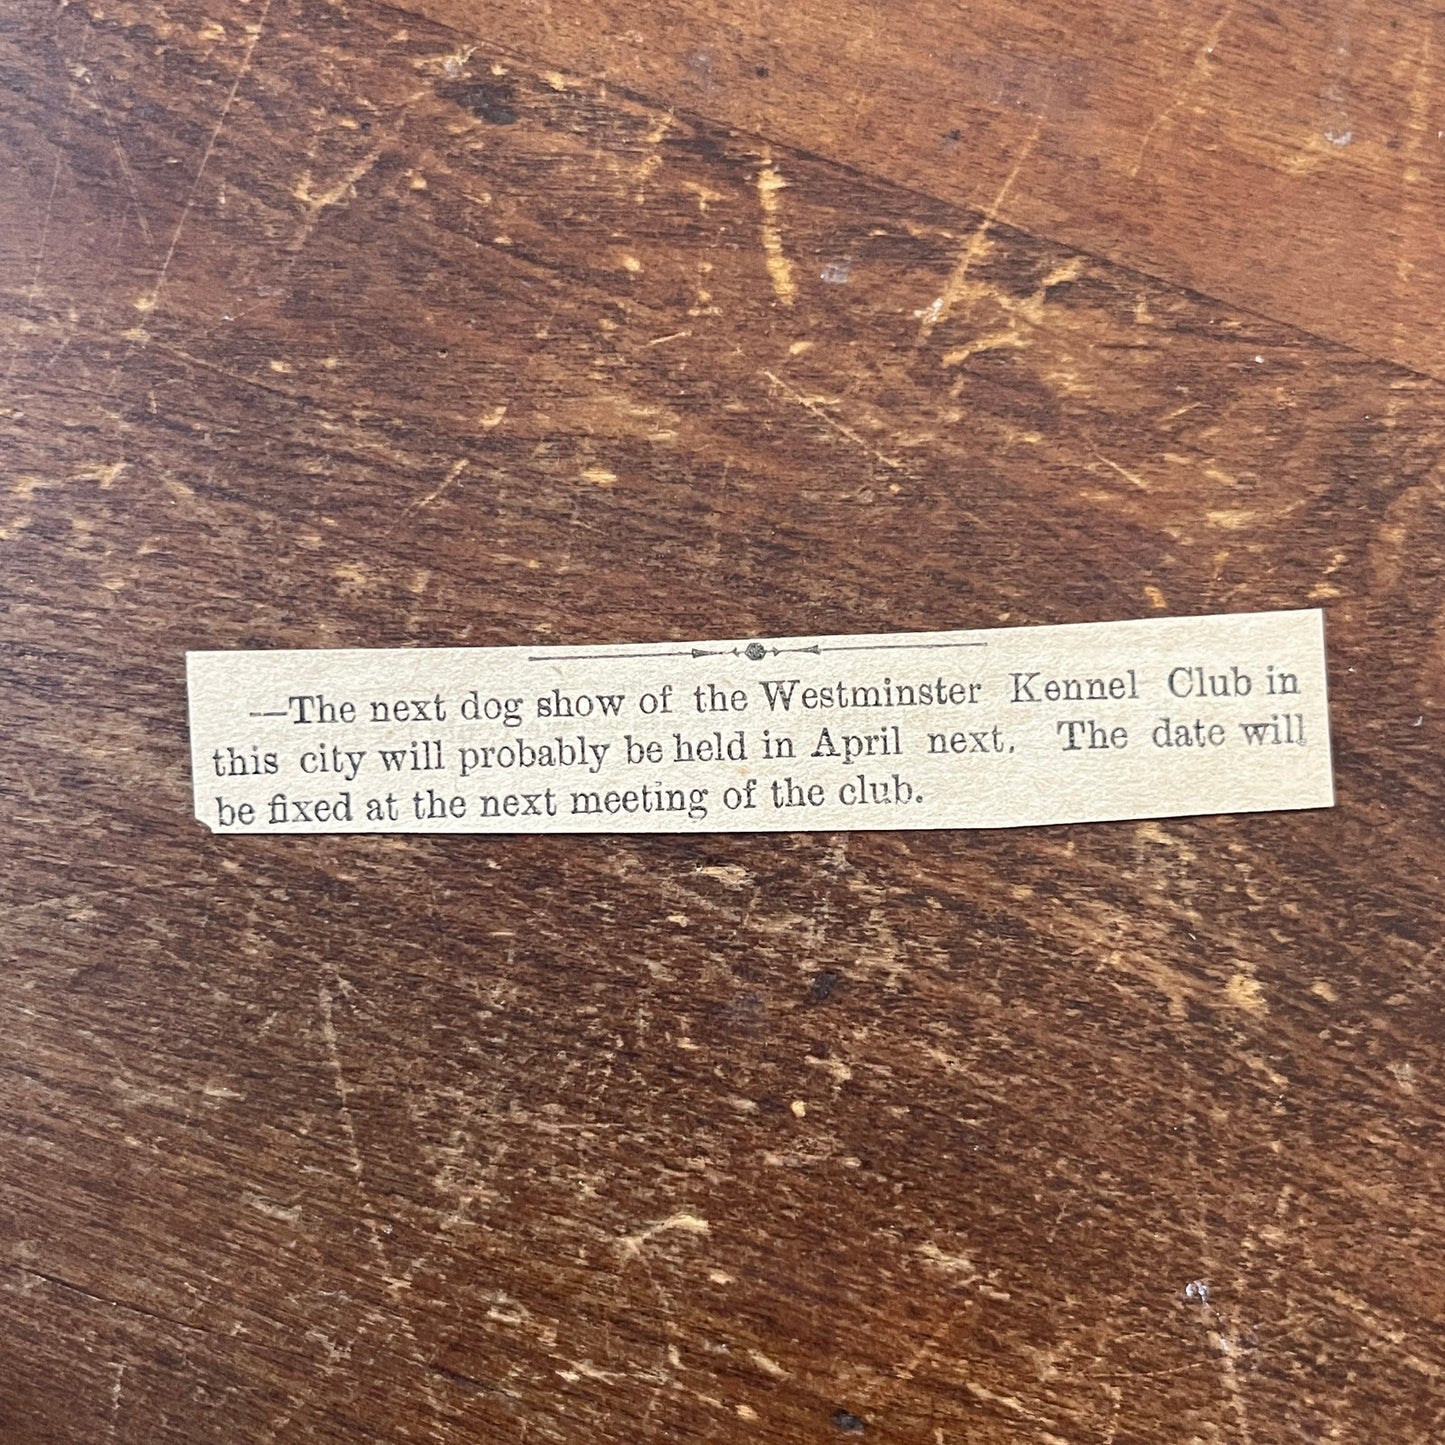 —The next dog show of the Westminster Kennel Club in
this city will probably be held in April next. The date will
be fixed at the next meeting of the club.